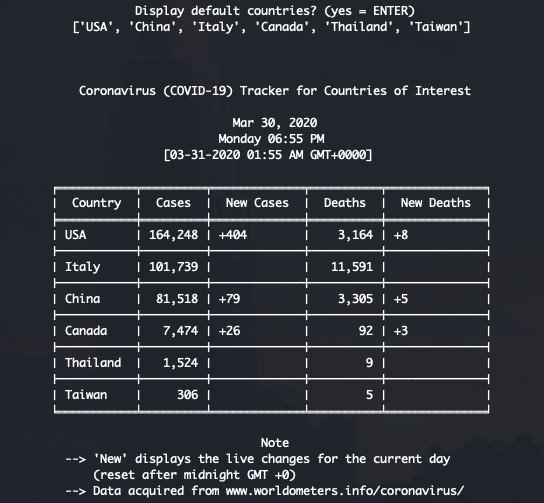 Display default countries? (yes = ENTER)
['USA', 'China', 'Italy', 'Canada', 'Thailand', 'Taiwan']
Coronavirus (COVID-19) Tracker for Countries of Interest
Mar 30, 2020
Monday 06:55 PM
[03-31-2020 01:55 AM GMT+0000]
Country | Cases | New Cases | Deaths | New Deaths
USA | 164,248 | +404 | 3,164 | +8
Italy | 101,739 | | 11,591 |
China | 81,518 | +79 | 3,305 | +5
Canada | 7,474 | +26 | 92 | +3
Thailand | 1,524 | | 9 |
Taiwan | 306 | | 5 |
Note
--> 'New' displays the live changes for the current day
(reset after midnight GMT +0)
--> Data acquired from www.worldometers.info/coronavirus/